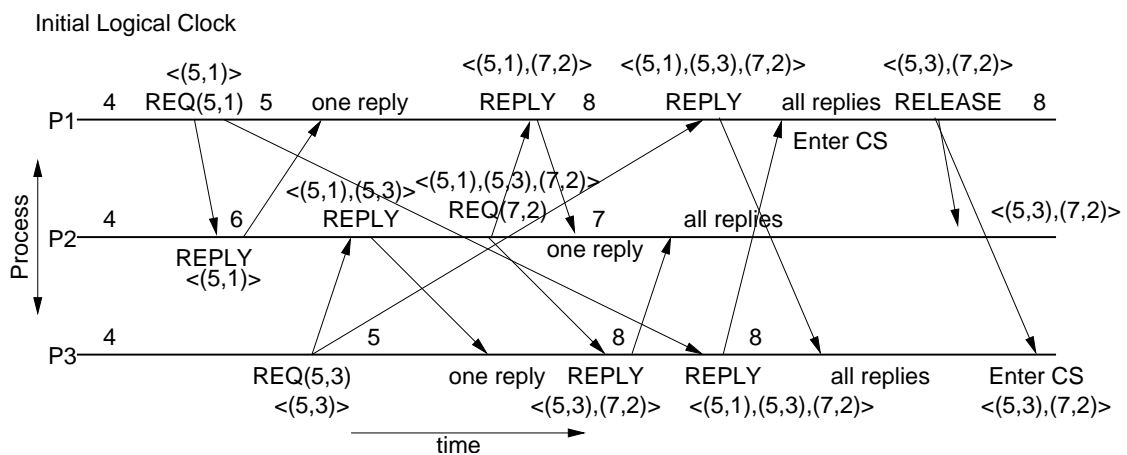 Initial Logical Clock
<(5,1)> <(5,1),(7,2)> <(5,1),(5,3),(7,2)> <(5,3),(7,2)>
4 REQ(5,1) 5 one reply REPLY 8 REPLY all replies RELEASE 8
P1
Enter CS
<(5,1),(5,3)> <(5,1),(5,3),(7,2)>
4 6 REPLY REQ(7,2) 7 all replies <(5,3),(7,2)>
P2
REPLY one reply
<(5,1)>
Process
4 5 8 8
P3
REQ(5,3) one reply REPLY REPLY all replies Enter CS
<(5,3)> <(5,3),(7,2)> <(5,1),(5,3),(7,2)> <(5,3),(7,2)>
time